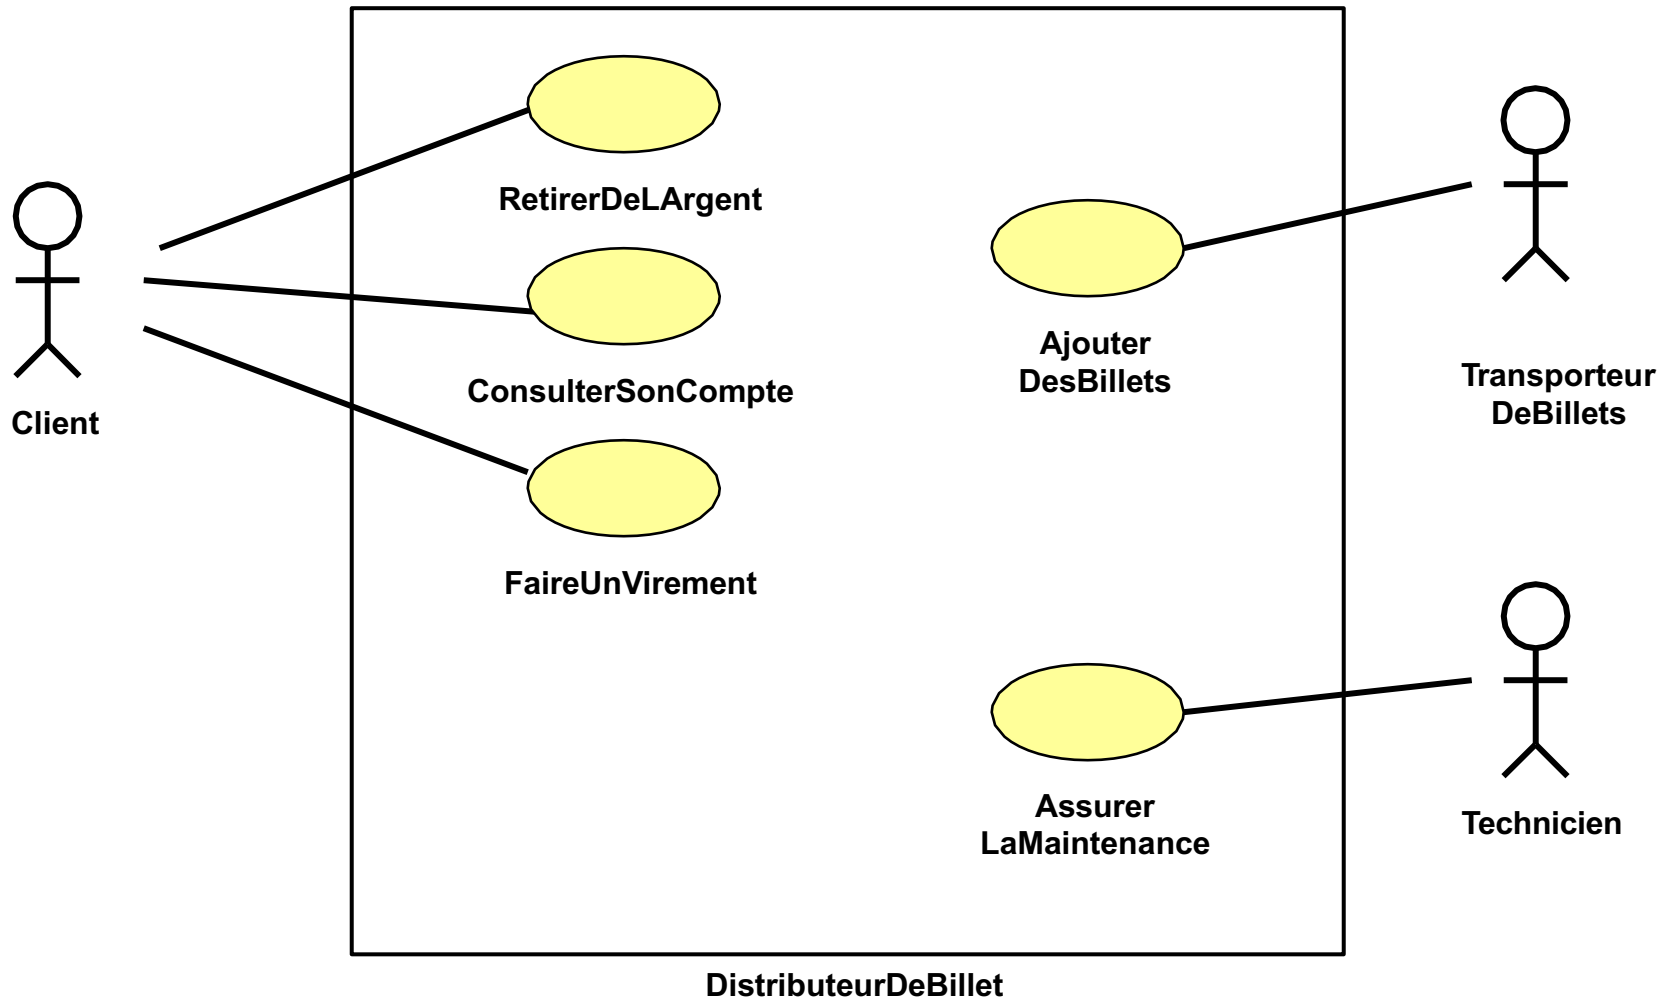 RetirerDeLArgent
ConsulterSonCompte
Client
FaireUnVirement
Ajouter
DesBillets
Transporteur
DeBillets
Assurer
LaMaintenance
Technicien
DistributeurDeBillet